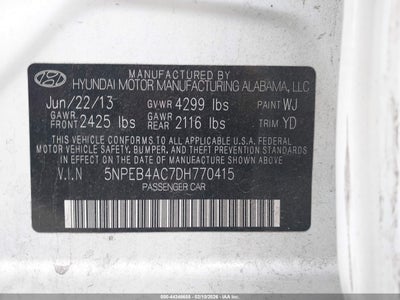 MANUFACTURED BY
HYUNDAI MOTOR MANUFACTURING ALABAMA, LLC
Jun/22/13 GVWR 4299 lbs PAINT WJ
GAWR FRONT 2425 lbs GAWR REAR 2116 lbs TRIM YD
THIS VEHICLE CONFORMS TO ALL APPLICABLE U.S.A. FEDERAL
MOTOR VEHICLE SAFETY, BUMPER, AND THEFT PREVENTION
STANDARDS IN EFFECT ON THE DATE OF MANUFACTURE SHOWN ABOVE.
V.I.N 5NPEB4AC7DH770415
PASSENGER CAR